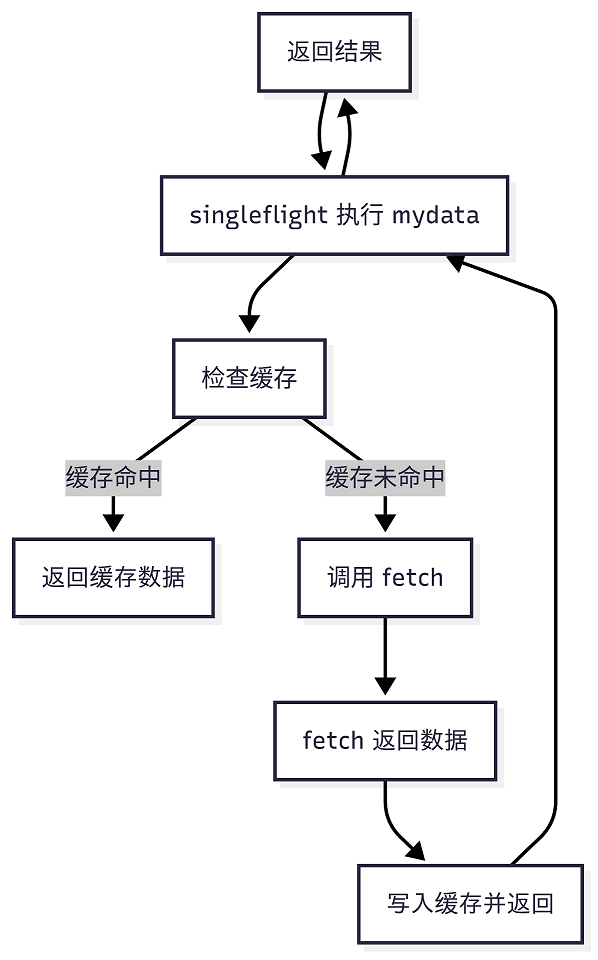 返回结果
singleflight 执行 mydata
检查缓存
缓存命中
缓存未命中
返回缓存数据
调用 fetch
fetch 返回数据
写入缓存并返回